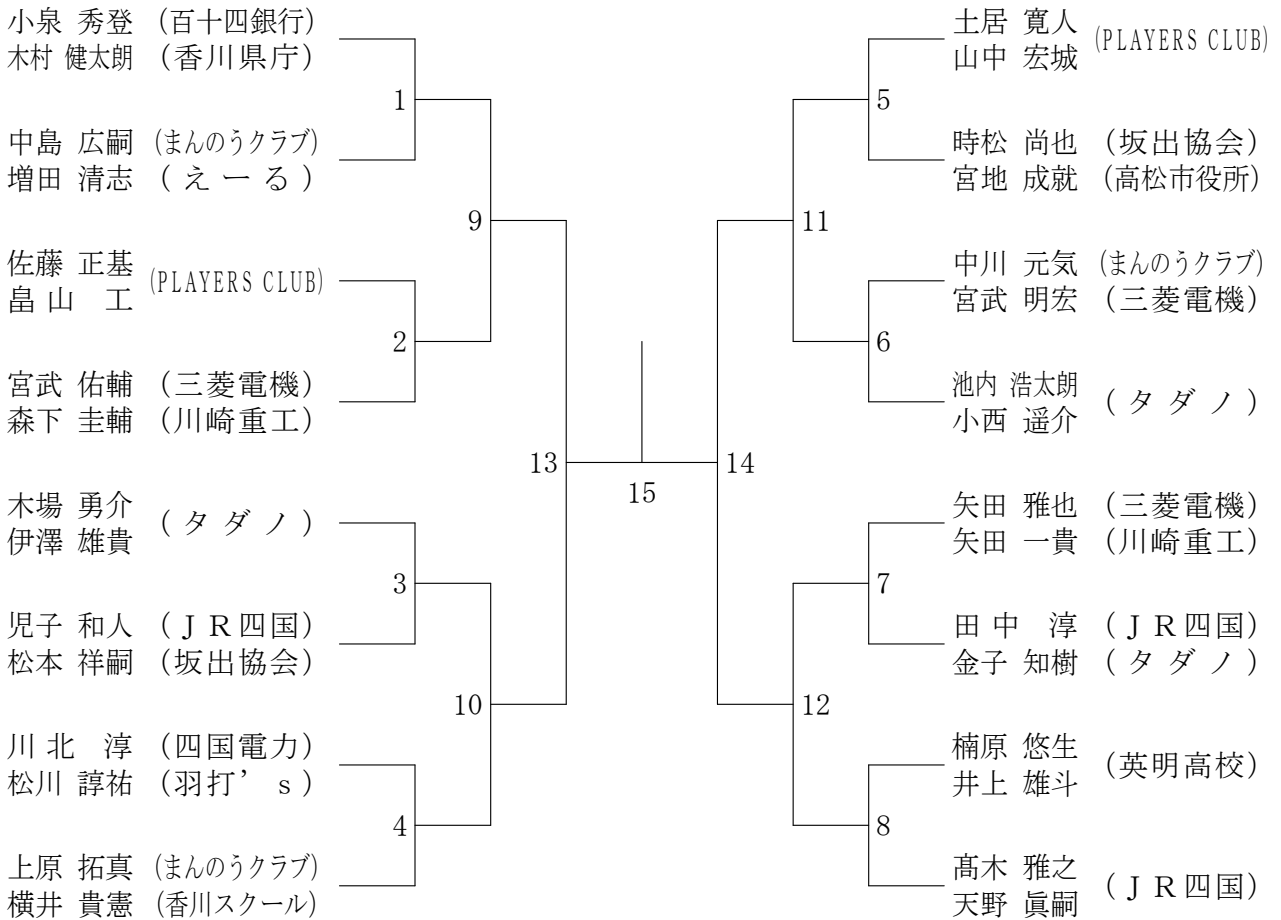 小泉 秀登 (百十四銀行)
木村 健太朗 (香川県庁)
1
中島 広嗣 (まんのうクラブ)
増田 清志 (えーる)
9
佐藤 正基
畠山 工 (PLAYERS CLUB)
2
宮武 佑輔 (三菱電機)
森下 圭輔 (川崎重工)
13
木場 勇介
伊澤 雄貴 (タダノ)
3
児子 和人 (JR四国)
松本 祥嗣 (坂出協会)
10
川北 淳 (四国電力)
松川 諄祐 (羽打’s)
4
上原 拓真 (まんのうクラブ)
横井 貴憲 (香川スクール)
15
土居 寛人
山中 宏城 (PLAYERS CLUB)
5
時松 尚也 (坂出協会)
宮地 成就 (高松市役所)
11
中川 元気 (まんのうクラブ)
宮武 明宏 (三菱電機)
6
池内 浩太朗
小西 遥介 (タダノ)
14
矢田 雅也 (三菱電機)
矢田 一貴 (川崎重工)
7
田中 淳 (JR四国)
金子 知樹 (タダノ)
12
楠原 悠生
井上 雄斗 (英明高校)
8
髙木 雅之
天野 眞嗣 (JR四国)